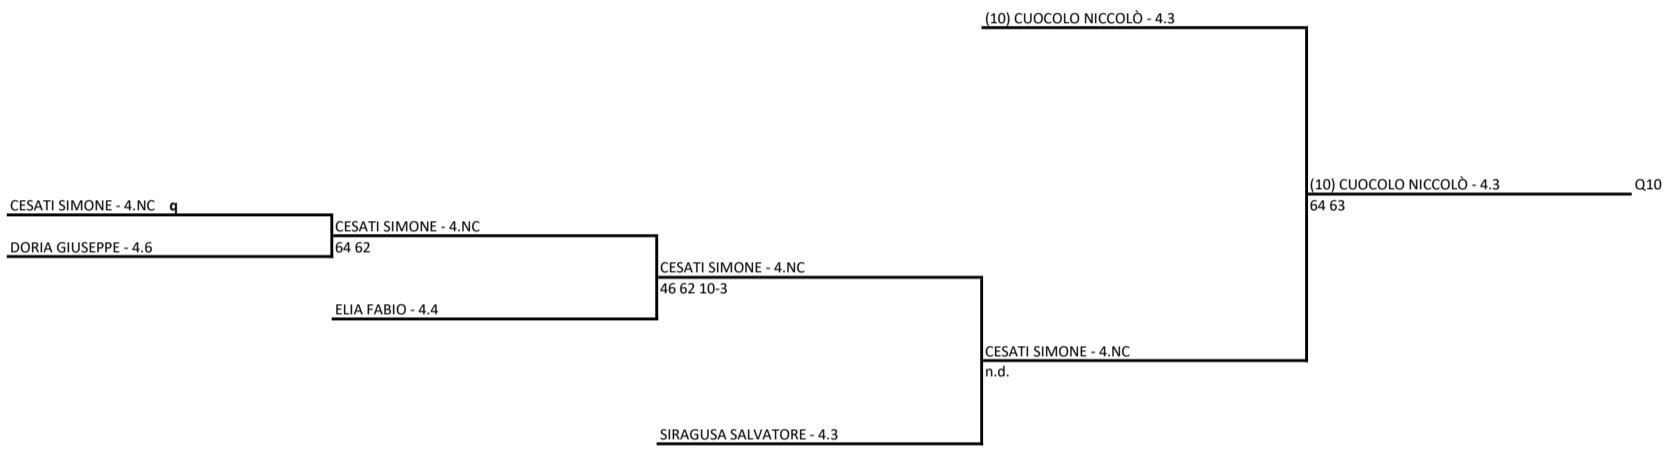 (10) CUOCOLO NICCOLÒ - 4.3
(10) CUOCOLO NICCOLÒ - 4.3
Q10
64 63
CESATI SIMONE - 4.NC q
CESATI SIMONE - 4.NC
DORIA GIUSEPPE - 4.6
64 62
CESATI SIMONE - 4.NC
46 62 10-3
ELIA FABIO - 4.4
CESATI SIMONE - 4.NC
n.d.
SIRAGUSA SALVATORE - 4.3